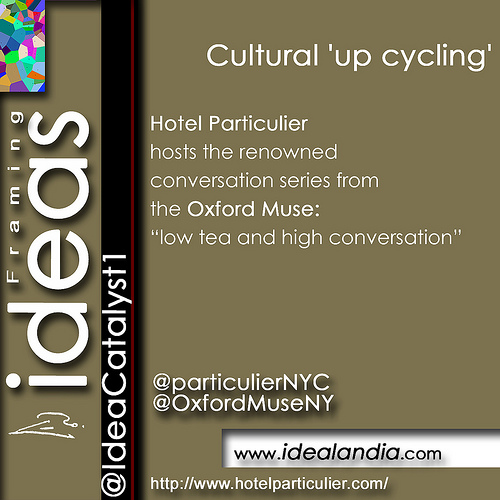 Cultural 'up cycling'
Hotel Particulier
hosts the renowned
conversation series from
the Oxford Muse:
“low tea and high conversation”
@particulierNYC
@OxfordMuseNY
www.idealandia.com
http://www.hotelparticulier.com/
Framing
ideas
@IdeaCatalyst1